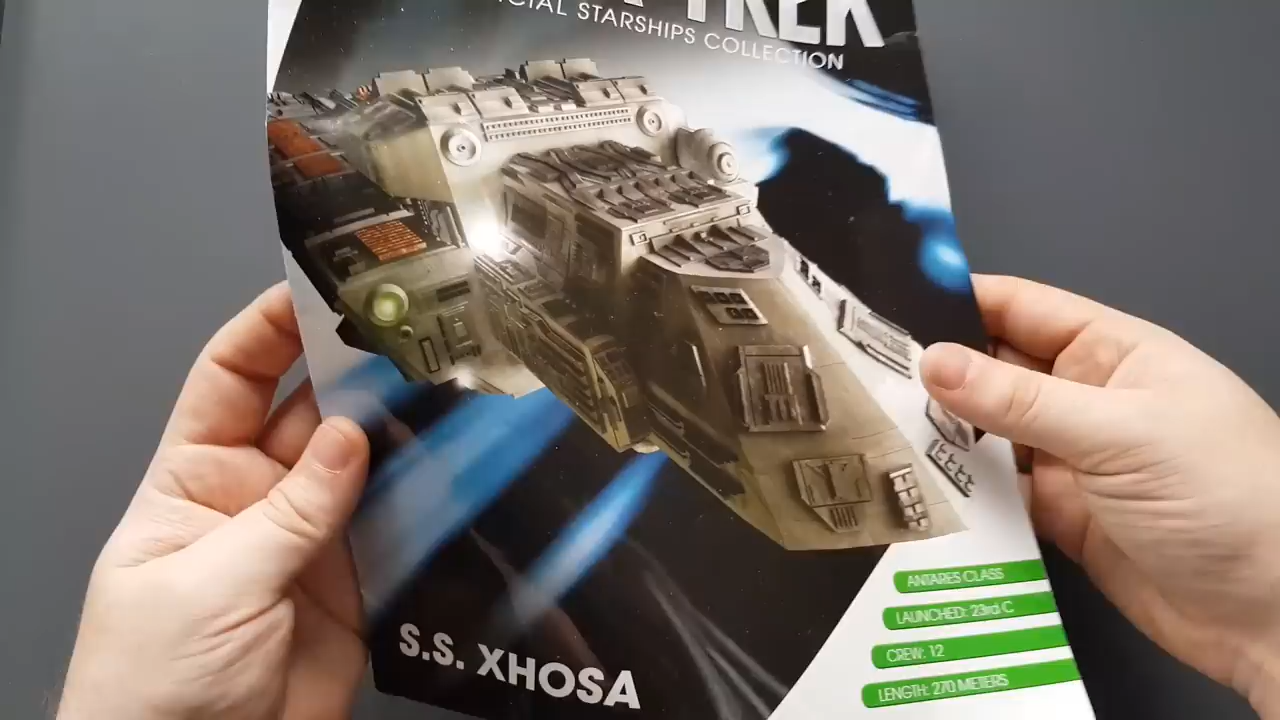 TREK
CIAL STARSHIPS COLLECTION
S.S. XHOSA
ANTARES CLASS
LAUNCHED: 23rd C
CREW: 12
LENGTH: 270 METERS